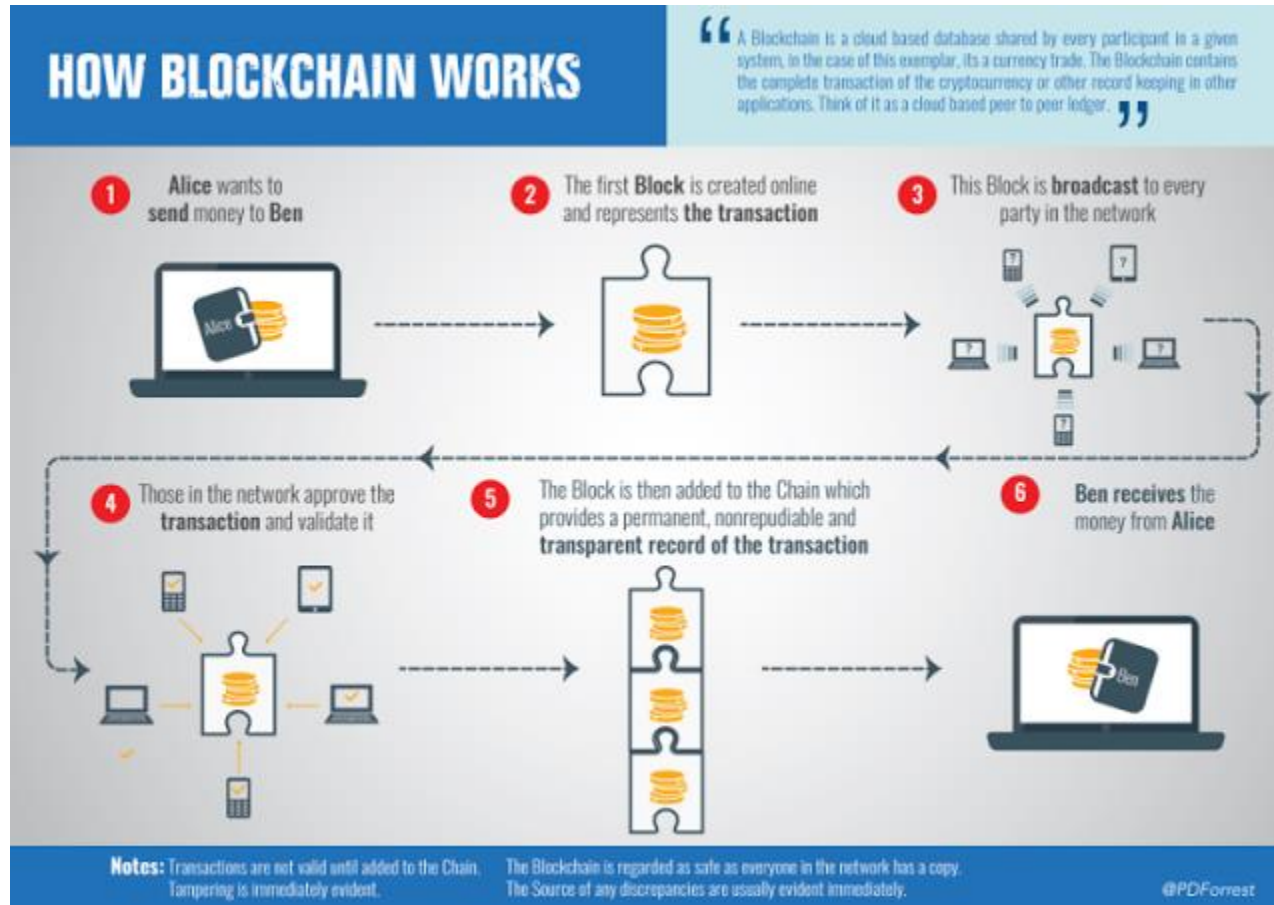 HOW BLOCKCHAIN WORKS
“ A Blockchain is a cloud based database shared by every participant in a given
system, in the case of this exemplar, its a currency trade. The Blockchain contains
the complete transaction of the cryptocurrency or other record keeping in other
applications. Think of it as a cloud based peer to peer ledger. ”
1
Alice wants to
send money to Ben
Alice
2
The first Block is created online
and represents the transaction
3
This Block is broadcast to every
party in the network
?
?
?
?
?
4
Those in the network approve the
transaction and validate it
5
The Block is then added to the Chain which
provides a permanent, nonrepudiable and
transparent record of the transaction
6
Ben receives the
money from Alice
Ben
Notes: Transactions are not valid until added to the Chain.
Tampering is immediately evident.
The Blockchain is regarded as safe as everyone in the network has a copy.
The Source of any discrepancies are usually evident immediately.
@PDForrest